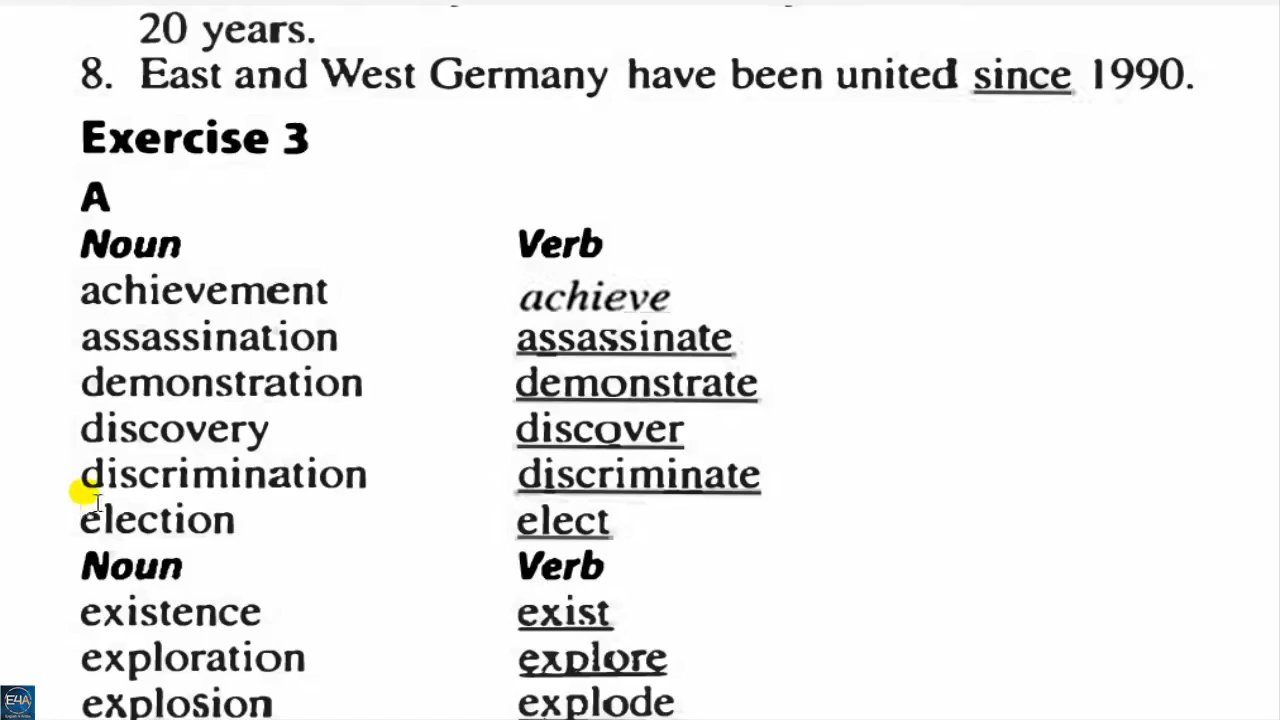 20 years.
8. East and West Germany have been united since 1990.
Exercise 3
A
Noun Verb
achievement achieve
assassination assassinate
demonstration demonstrate
discovery discover
discrimination discriminate
election elect
Noun Verb
existence exist
exploration explore
explosion explode
E4A